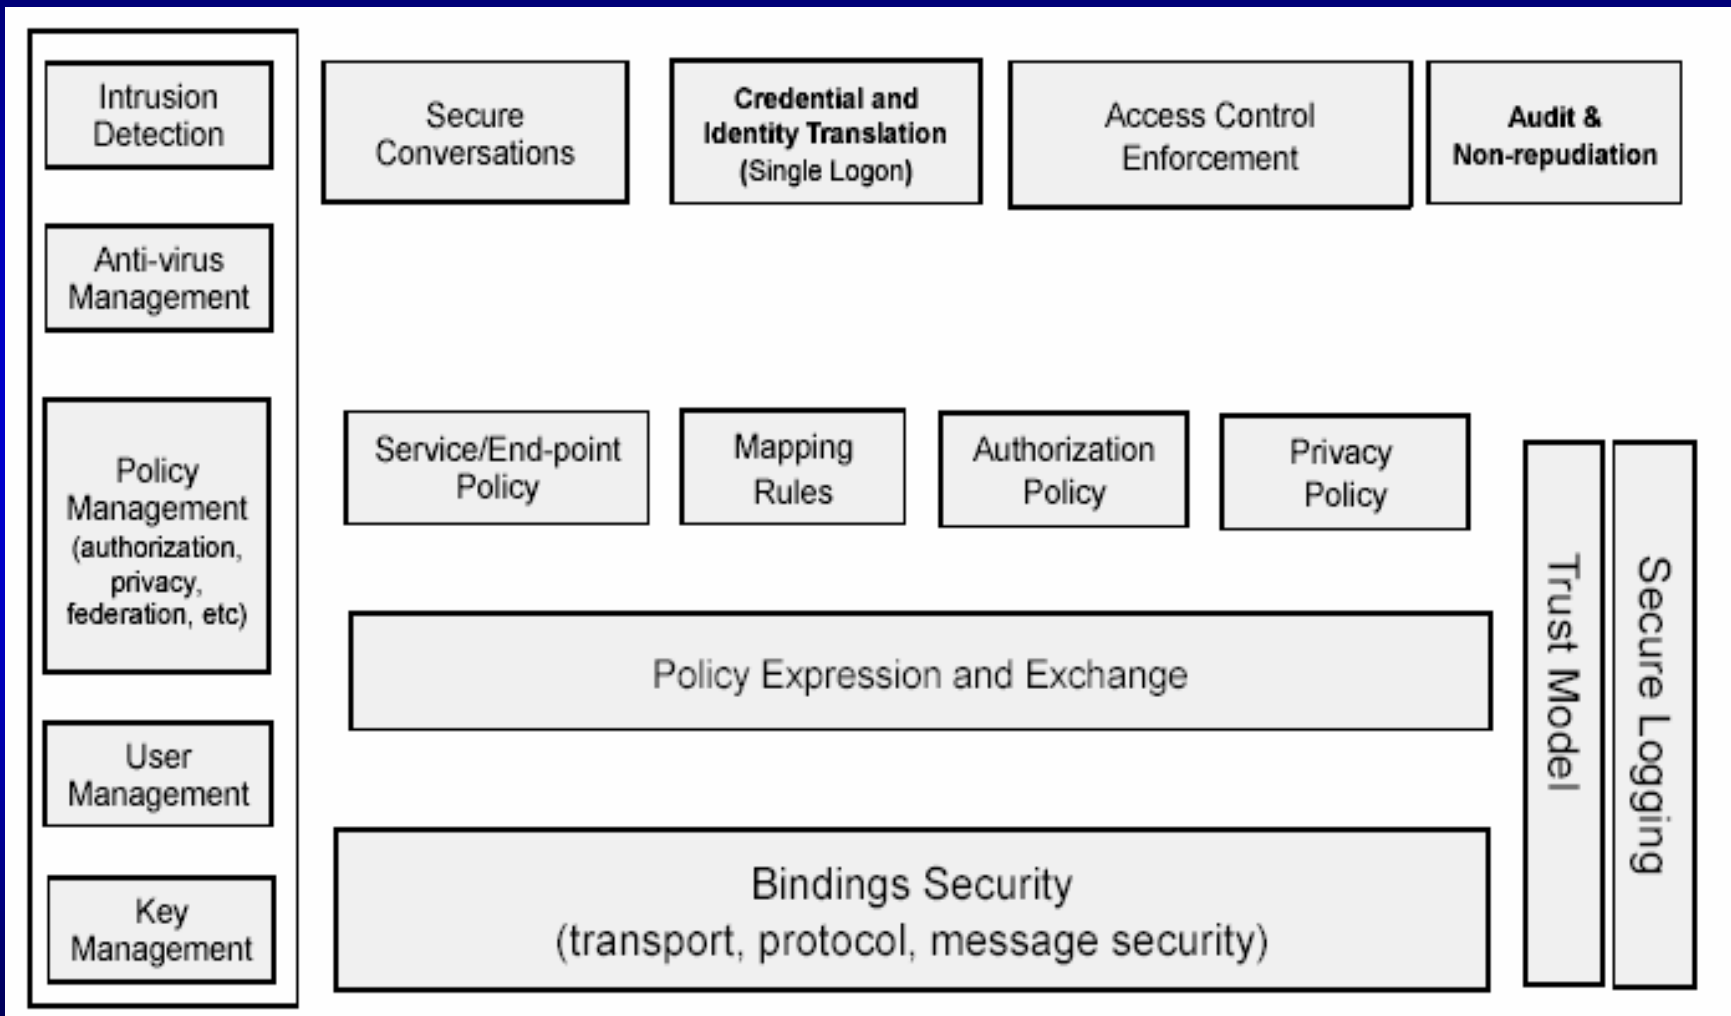 Intrusion
Detection
Anti-virus
Management
Policy
Management
(authorization,
privacy,
federation, etc)
User
Management
Key
Management
Secure
Conversations
Credential and
Identity Translation
(Single Logon)
Access Control
Enforcement
Audit &
Non-repudiation
Service/End-point
Policy
Mapping
Rules
Authorization
Policy
Privacy
Policy
Policy Expression and Exchange
Bindings Security
(transport, protocol, message security)
Trust Model
Secure Logging